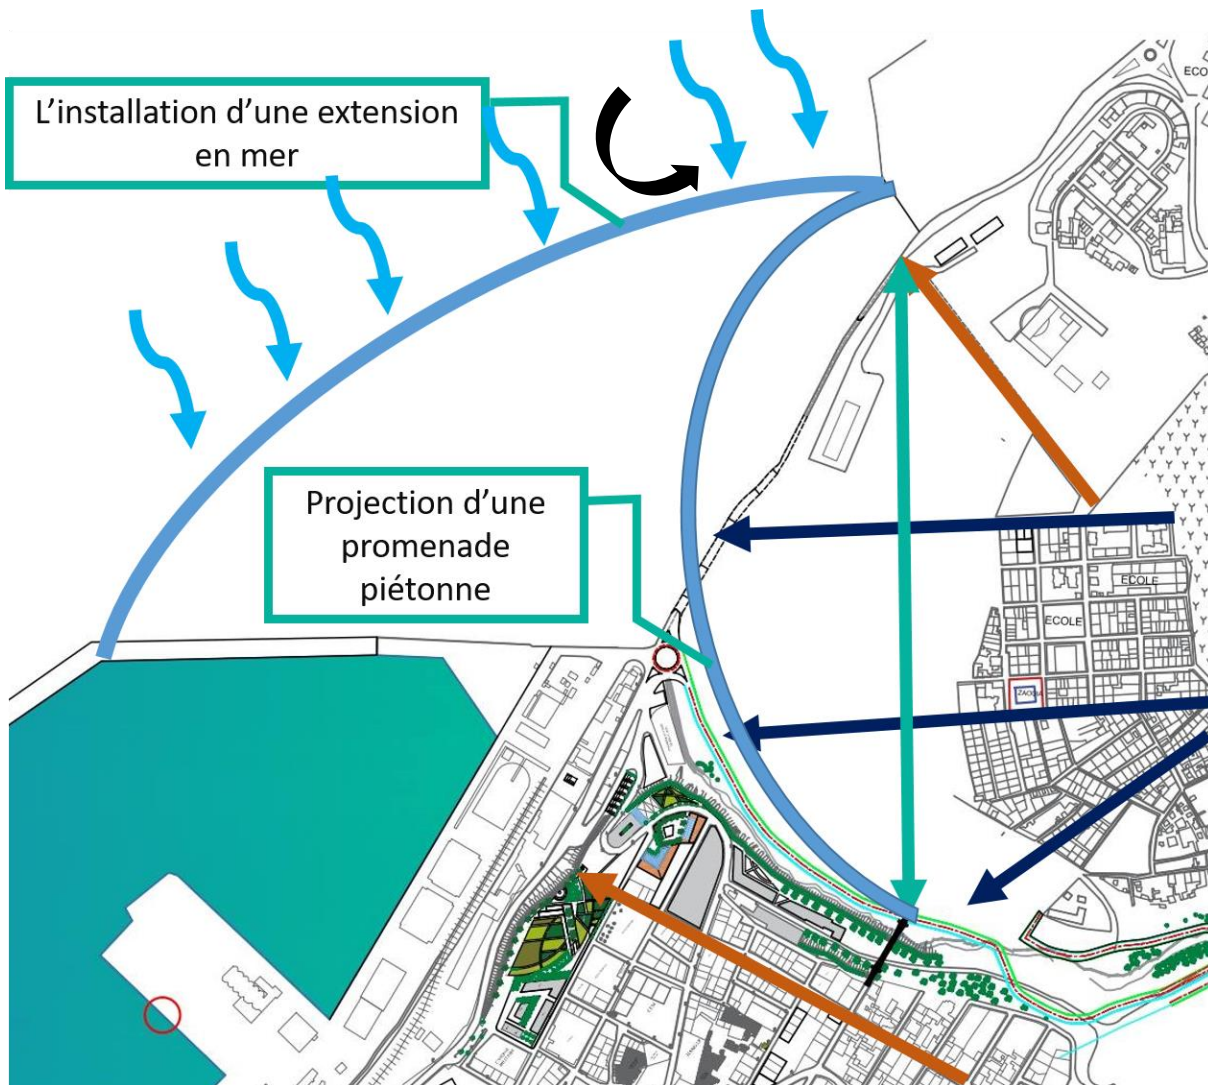 L’installation d’une extension
en mer
ECO
Projection d’une
promenade
piétonne
ECOLE
ECOLE
ZAOUIA